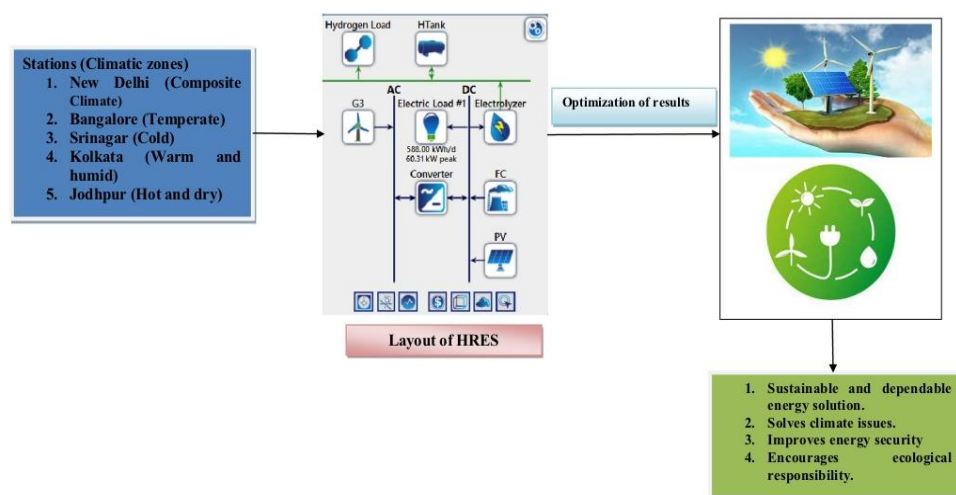 Stations (Climatic zones)
1. New Delhi (Composite
Climate)
2. Bangalore (Temperate)
3. Srinagar (Cold)
4. Kolkata (Warm and
humid)
5. Jodhpur (Hot and dry)
Hydrogen Load
HTank
AC
DC
G3
Electric Load #1
Electrolyzer
588.00 kWh/d
60.31 kW peak
Converter
FC
PV
Layout of HRES
Optimization of results
1. Sustainable and dependable
energy solution.
2. Solves climate issues.
3. Improves energy security
4. Encourages ecological
responsibility.